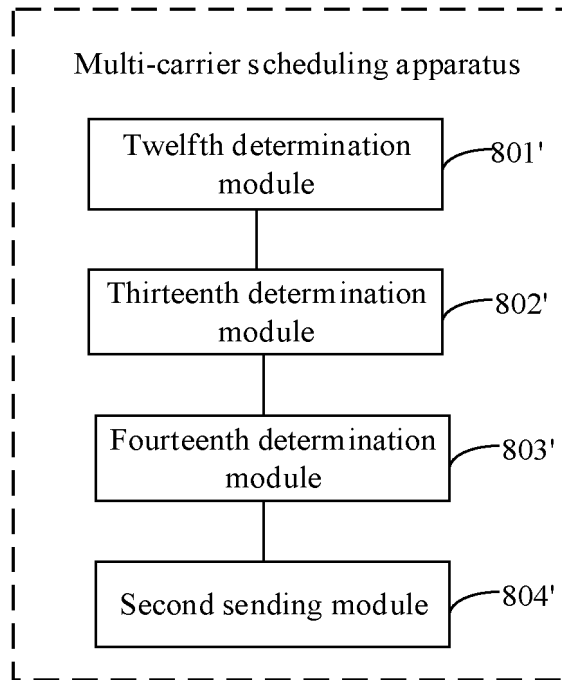 Multi-carrier scheduling apparatus
Twelfth determination
module
801'
Thirteenth determination
module
802'
Fourteenth determination
module
803'
Second sending module
804'